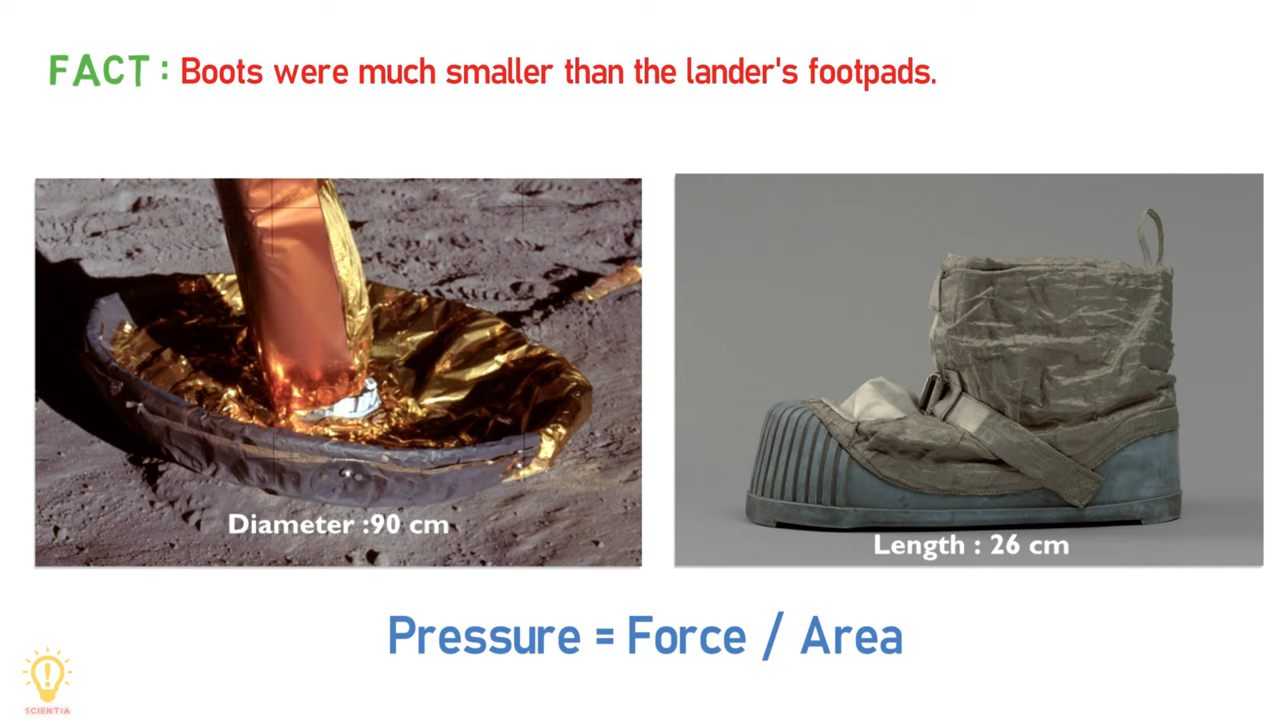 FACT : Boots were much smaller than the lander's footpads.
Diameter :90 cm
Length : 26 cm
Pressure = Force / Area
SCIENTIA